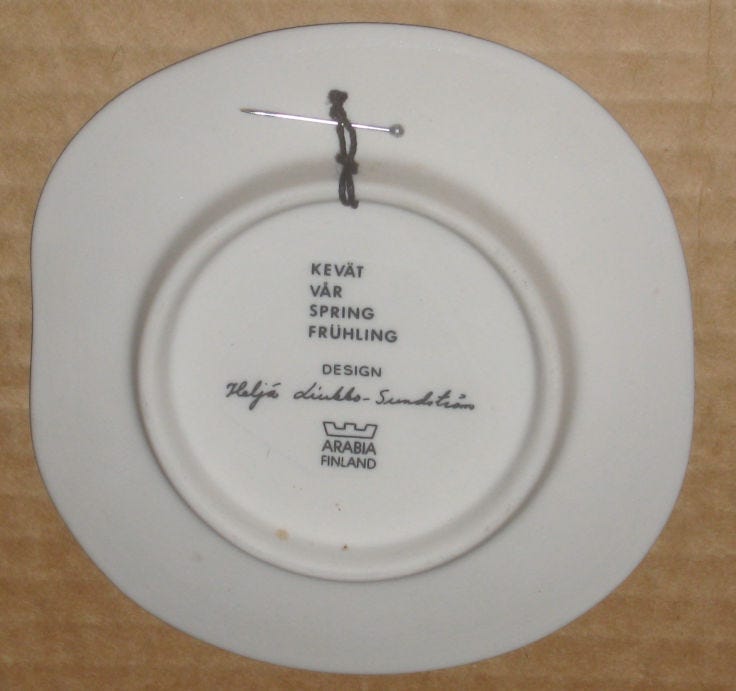 KEVÄT
VÅR
SPRING
FRÜHLING
DESIGN
Heljä Liukko-Sundström
ARABIA
FINLAND